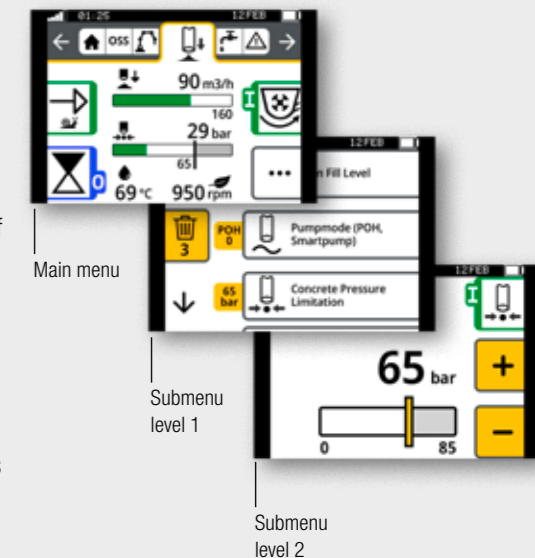 01:25 12FEB
OSS
90 m3/h
160
29 bar
65
69 °C 950 rpm
I
O
Main menu
12FEB
Fill Level
3
POH
0
Pumpmode (POH,
Smartpump)
65
bar
Concrete Pressure
Limitation
Submenu
level 1
12FEB
I
65 bar
+
−
0 85
Submenu
level 2